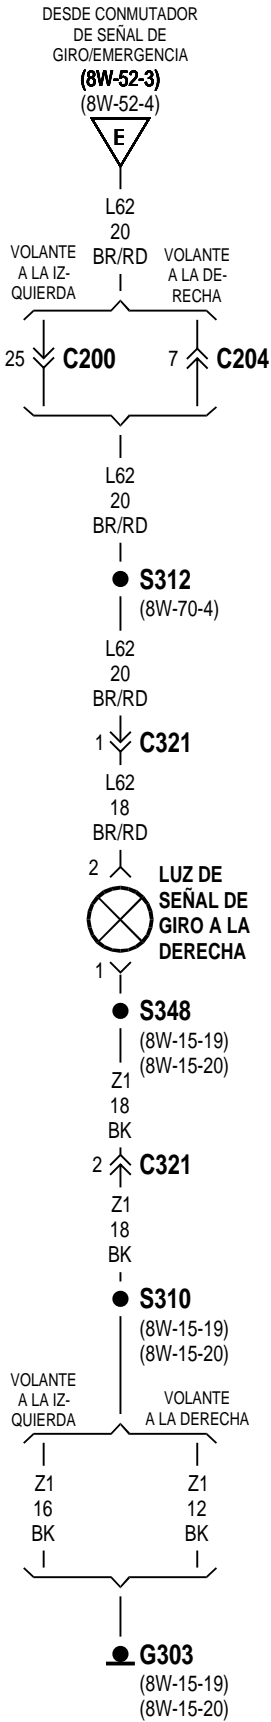 DESDE CONMUTADOR
DE SEÑAL DE
GIRO/EMERGENCIA
(8W-52-3)
(8W-52-4)
E
L62
20
BR/RD
VOLANTE
A LA IZ-
QUIERDA
VOLANTE
A LA DE-
RECHA
25 C200
7 C204
L62
20
BR/RD
S312
(8W-70-4)
L62
20
BR/RD
1 C321
L62
18
BR/RD
2
LUZ DE
SEÑAL DE
GIRO A LA
DERECHA
1
S348
(8W-15-19)
(8W-15-20)
Z1
18
BK
2 C321
Z1
18
BK
S310
(8W-15-19)
(8W-15-20)
VOLANTE
A LA IZ-
QUIERDA
VOLANTE
A LA DERECHA
Z1
16
BK
Z1
12
BK
G303
(8W-15-19)
(8W-15-20)